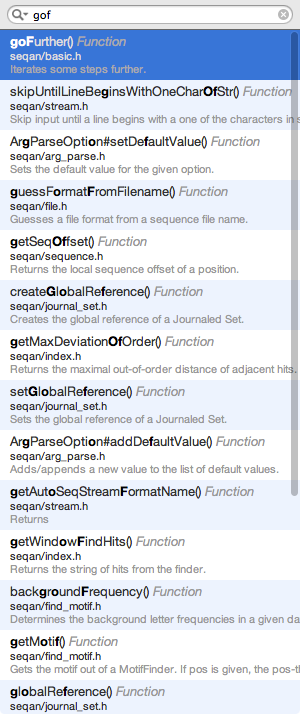 gof
goFurther() Function
seqan/basic.h
Iterates some steps further.
skipUntilLineBeginsWithOneCharOfStr() Function
seqan/stream.h
Skip input until a line begins with a one of the characters in s
ArgParseOption#setDefaultValue() Function
seqan/arg_parse.h
Sets the default value for the given option.
guessFormatFromFilename() Function
seqan/file.h
Guesses a file format from a sequence file name.
getSeqOffset() Function
seqan/sequence.h
Returns the local sequence offset of a position.
createGlobalReference() Function
seqan/journal_set.h
Creates the global reference of a Journaled Set.
getMaxDeviationOfOrder() Function
seqan/index.h
Returns the maximal out-of-order distance of adjacent hits.
setGlobalReference() Function
seqan/journal_set.h
Sets the global reference of a Journaled Set.
ArgParseOption#addDefaultValue() Function
seqan/arg_parse.h
Adds/appends a new value to the list of default values.
getAutoSeqStreamFormatName() Function
seqan/stream.h
Returns
getWindowFindHits() Function
seqan/index.h
Returns the string of hits from the finder.
backgroundFrequency() Function
seqan/find_motif.h
Determines the background letter frequencies in a given da
getMotif() Function
seqan/find_motif.h
Gets the motif out of a MotifFinder. If pos is given, the pos-t
globalReference() Function
seqan/journal_set.h